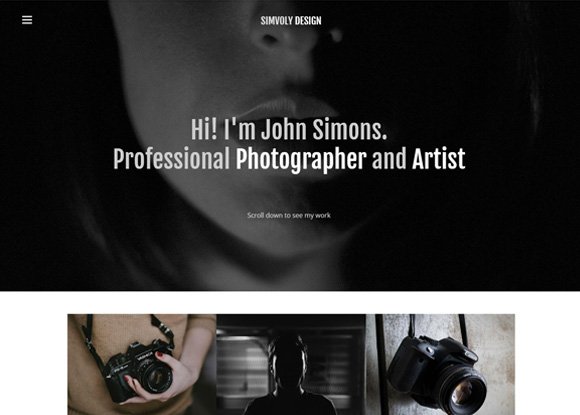 SIMVOLY DESIGN
Hi! I'm John Simons.
Professional Photographer and Artist
Scroll down to see my work